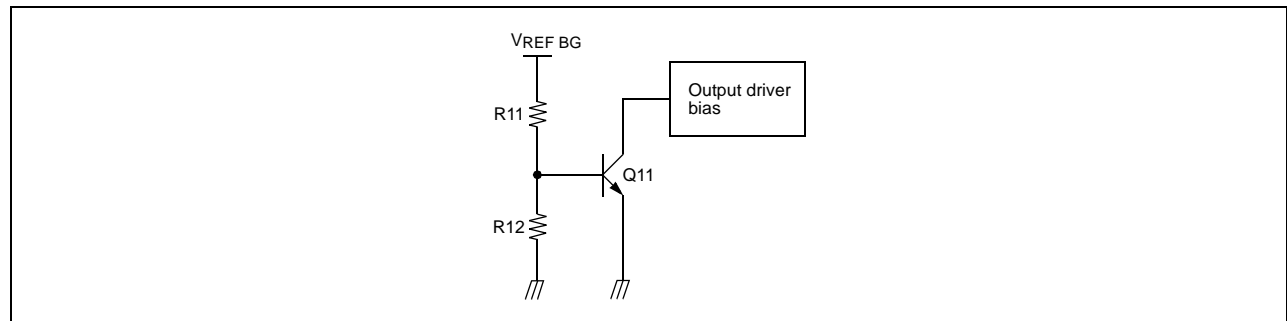 VREF BG
Output driver
bias
R11
Q11
R12